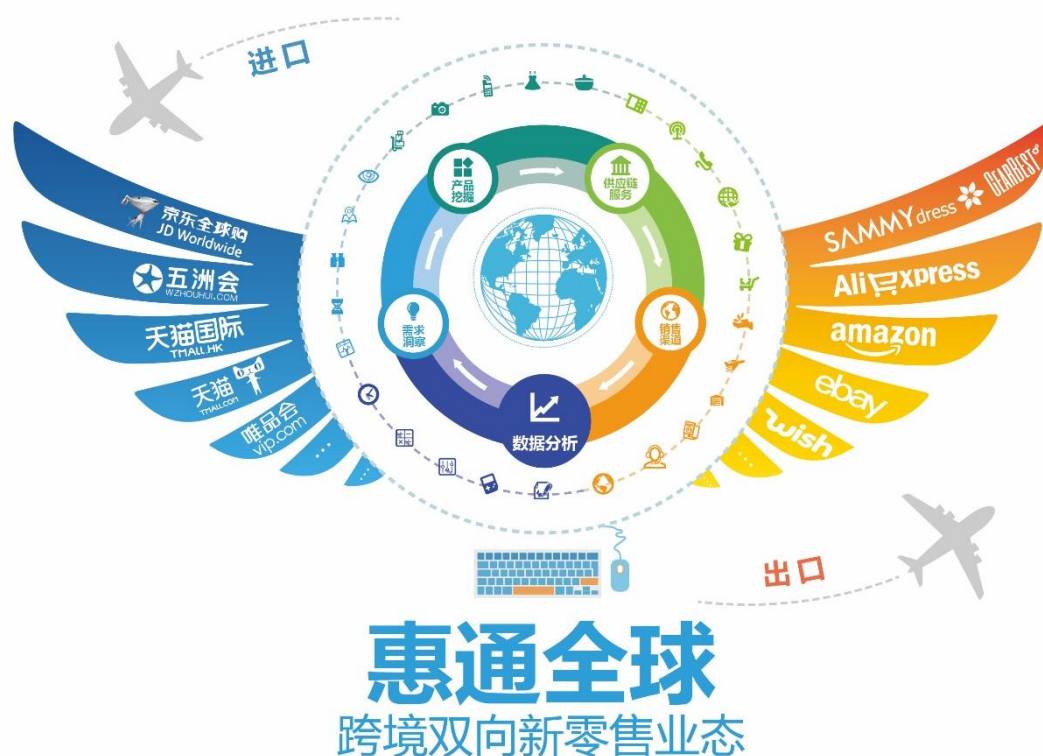 进口
京东全球购
JD Worldwide
五洲会
WZHOUHUI.COM
天猫国际
TMALL.HK
天猫
TMALL.COM
唯品会
vip.com
...
...
产品
挖掘
供应链
服务
需求
洞察
销售
渠道
数据分析
GEARBEST
SAMMYdress
AliExpress
amazon
ebay
wish
...
...
出口
惠通全球
跨境双向新零售业态